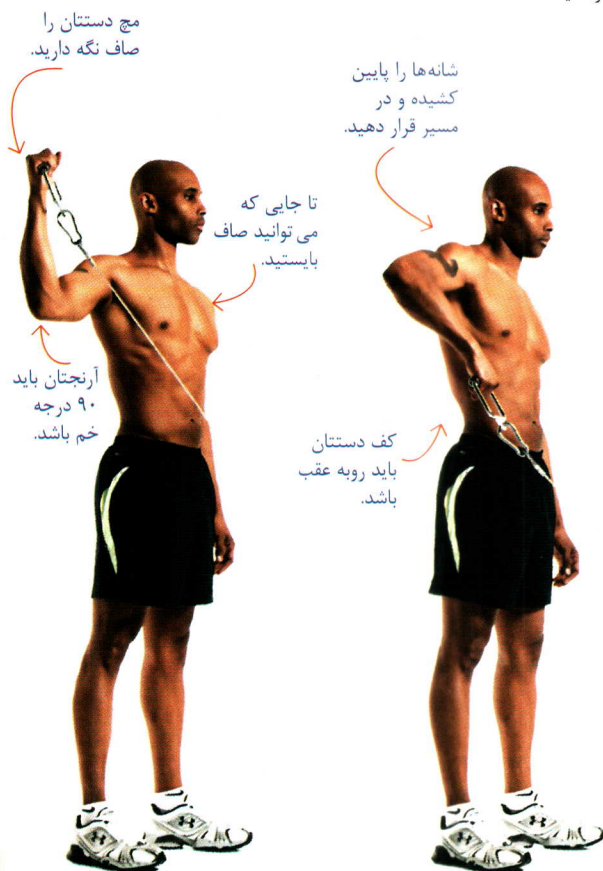 مچ دستتان را
صاف نگه دارید.
شانه‌ها را پایین
کشیده و در
مسیر قرار دهید.
تا جایی که
می توانید صاف
بایستید.
آرنجتان باید
۹۰ درجه
خم باشد.
کف دستتان
باید روبه عقب
باشد.